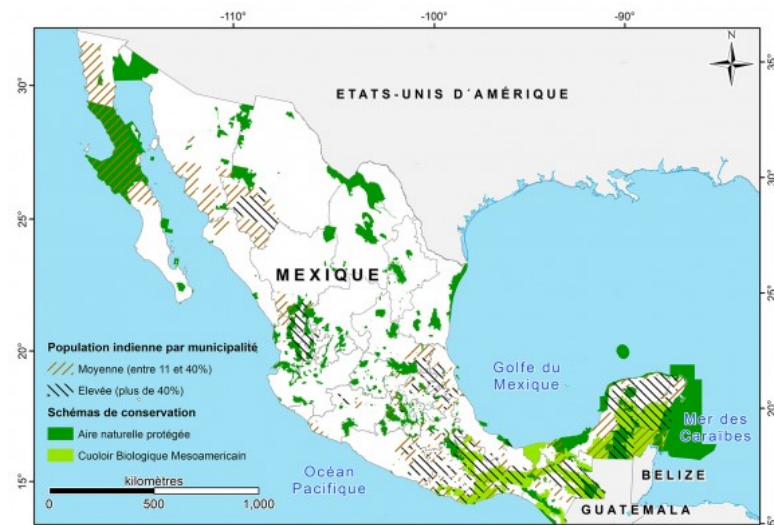 -110°
-100°
-90°
N
35°
30°
ETATS-UNIS D´AMÉRIQUE
30°
25°
MEXIQUE
25°
20°
Golfe du
Mexique
Mer des
Caraïbes
20°
Population indienne par municipalité
Moyenne (entre 11 et 40%)
Elevée (plus de 40%)
Schémas de conservation
Aire naturelle protégée
Cuoloir Biologique Mesoamericain
kilomètres
0 500 1,000
15°
Océan
Pacifique
BELIZE
GUATEMALA
15°